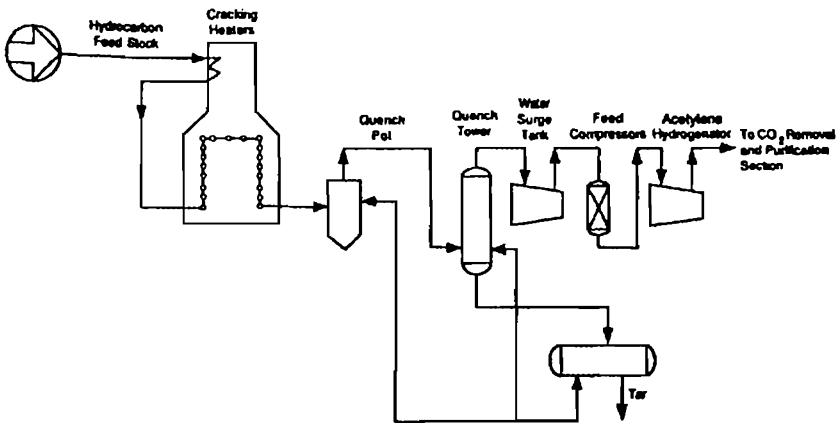 Hydrocarbon
Feed Stock
Cracking
Heaters
Quench
Pot
Quench
Tower
Water
Surge
Tank
Feed
Compressors
Acetylene
Hydrogenator
To CO2 Removal
and Purification
Section
Tar